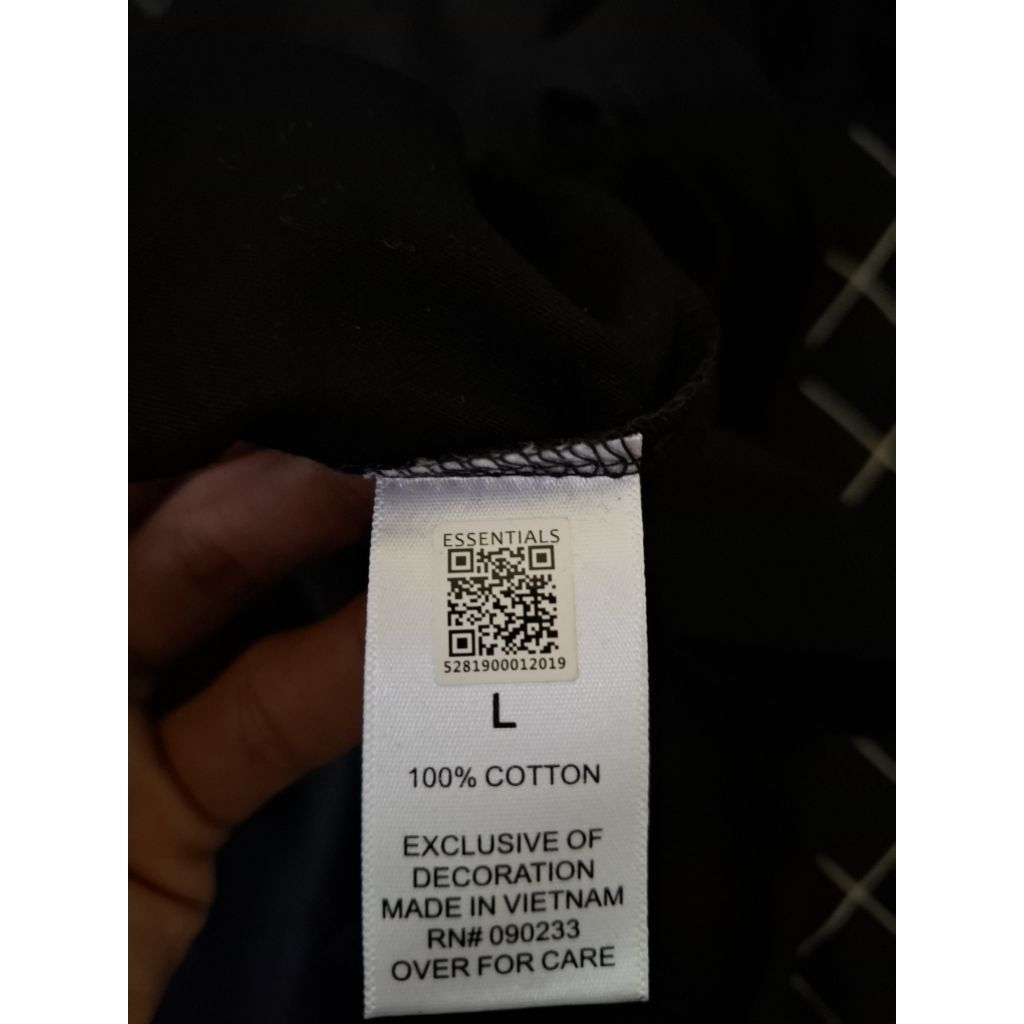 ESSENTIALS
5281900012019
L
100% COTTON
EXCLUSIVE OF
DECORATION
MADE IN VIETNAM
RN# 090233
OVER FOR CARE